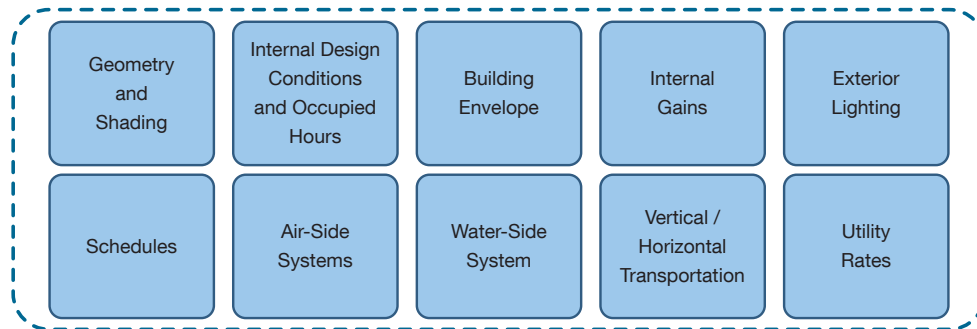 Geometry
and
Shading
Internal Design
Conditions
and Occupied
Hours
Building
Envelope
Internal
Gains
Exterior
Lighting
Schedules
Air-Side
Systems
Water-Side
System
Vertical /
Horizontal
Transportation
Utility
Rates